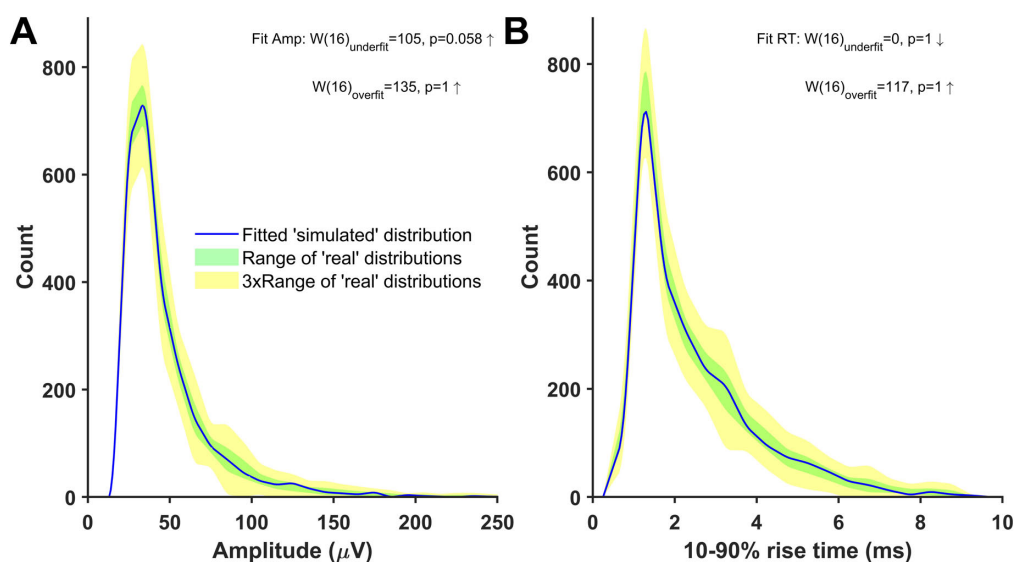 A
Fit Amp: W(16)underfit=105, p=0.058 ↑
W(16)overfit=135, p=1 ↑
800
600
400
200
0
Count
Fitted 'simulated' distribution
Range of 'real' distributions
3xRange of 'real' distributions
0 50 100 150 200 250
Amplitude (μV)
B
Fit RT: W(16)underfit=0, p=1 ↓
W(16)overfit=117, p=1 ↑
800
600
400
200
0
Count
0 2 4 6 8 10
10-90% rise time (ms)